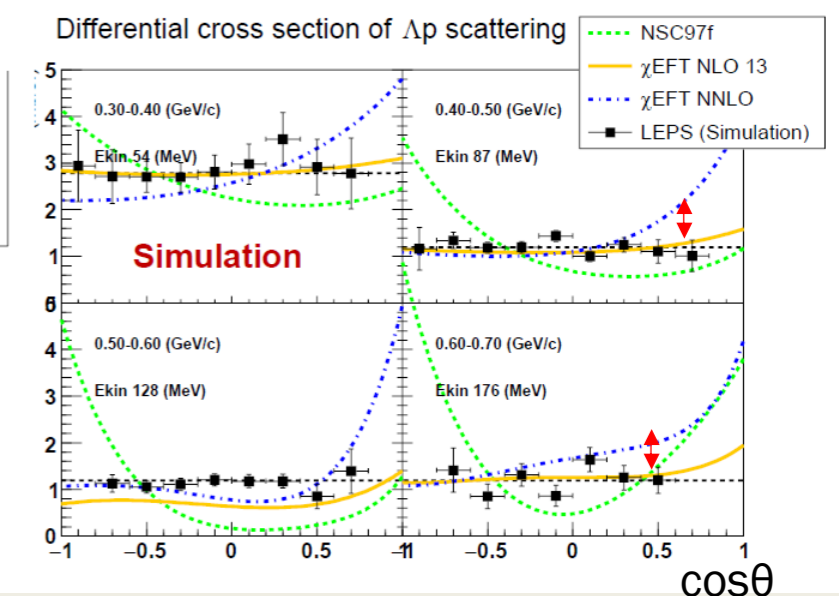 Differential cross section of Λp scattering
NSC97f
χEFT NLO 13
χEFT NNLO
LEPS (Simulation)
5
4
3
2
1
0.30-0.40 (GeV/c)
Ekin 54 (MeV)
Simulation
0.40-0.50 (GeV/c)
Ekin 87 (MeV)
4
3
2
1
0
0.50-0.60 (GeV/c)
Ekin 128 (MeV)
0.60-0.70 (GeV/c)
Ekin 176 (MeV)
−1
−0.5
0
0.5
−0.5
0
0.5
1
cosθ